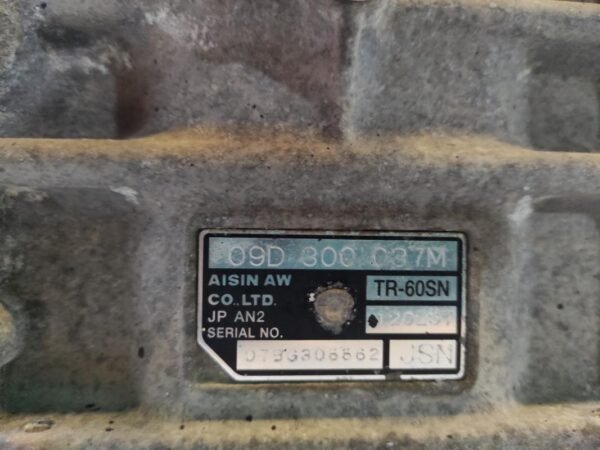 09D 300 037M
AISIN AW
CO.,LTD.
TR-60SN
JP AN2
SERIAL NO.
JSN